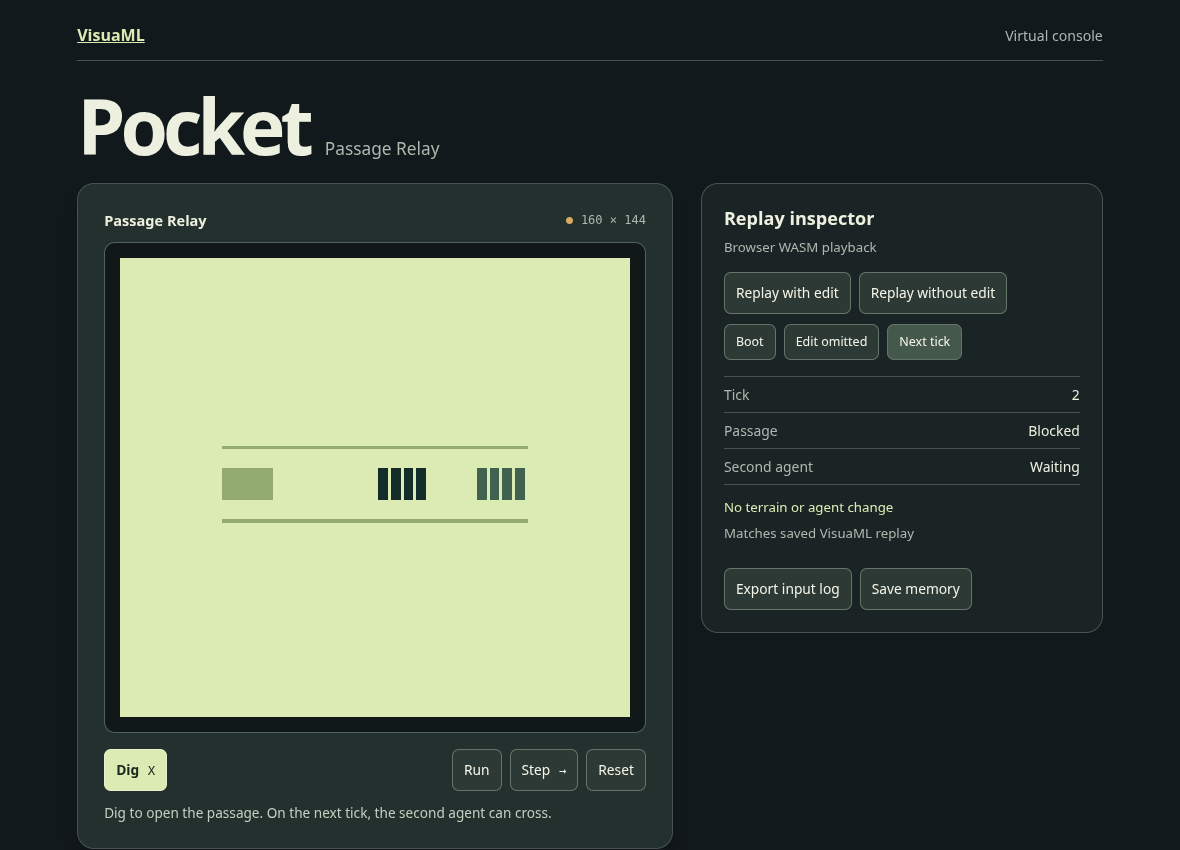 VisuaML
Virtual console
Pocket Passage Relay
Passage Relay
160 × 144
Dig X
Run
Step →
Reset
Dig to open the passage. On the next tick, the second agent can cross.
Replay inspector
Browser WASM playback
Replay with edit
Replay without edit
Boot
Edit omitted
Next tick
Tick 2
Passage Blocked
Second agent Waiting
No terrain or agent change
Matches saved VisuaML replay
Export input log
Save memory